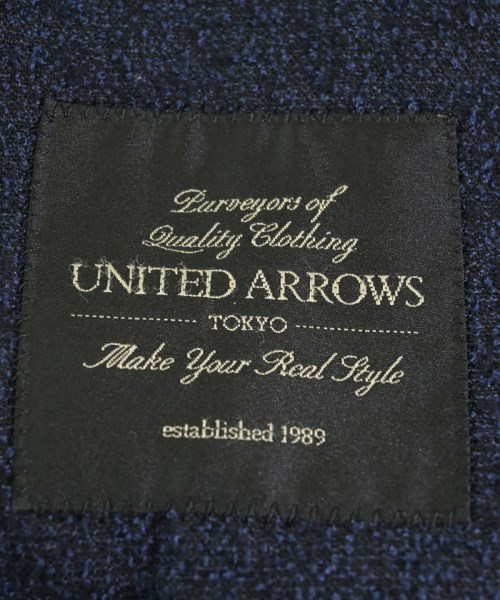 Purveyors of
Quality Clothing
UNITED ARROWS
TOKYO
Make Your Real Style
established 1989